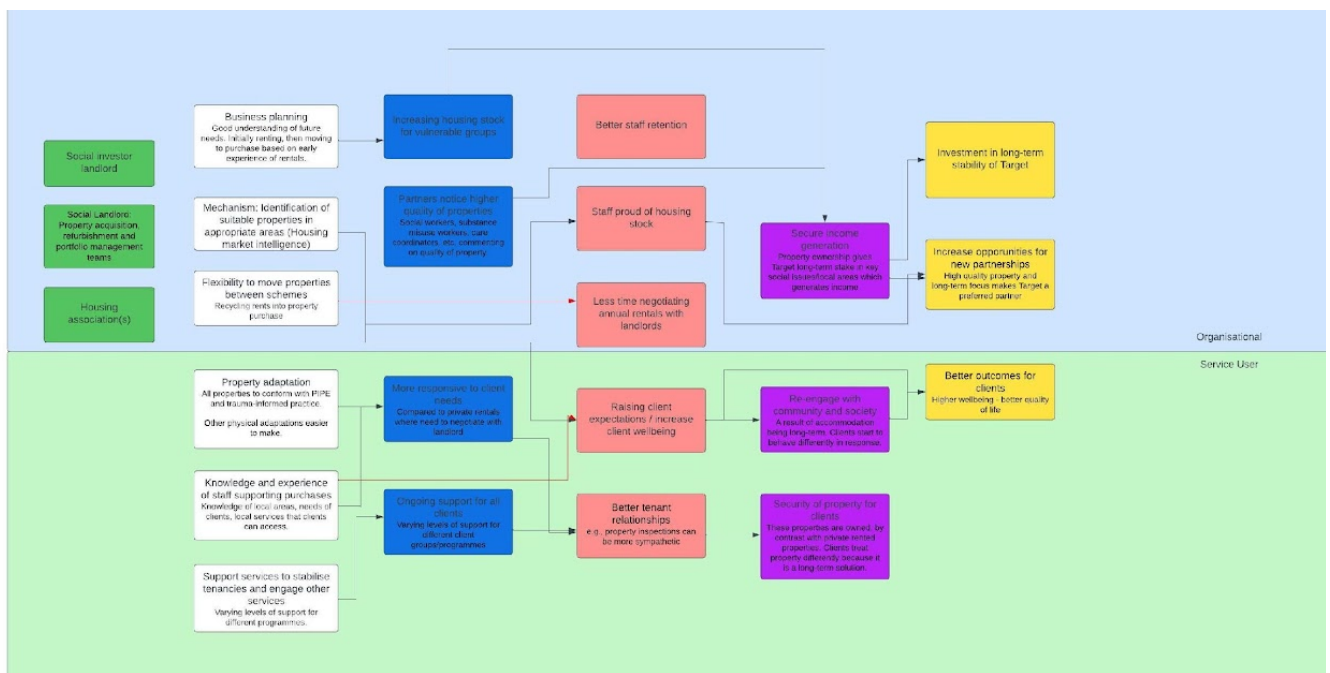 Social investor
landlord
Social Landlord:
Property acquisition,
refurbishment and
portfolio management
teams
Housing
association(s)
Business planning
Good understanding of future
needs. Initially renting, then moving
to purchase based on early
experience of rentals.
Mechanism: Identification of
suitable properties in
appropriate areas (Housing
market intelligence)
Flexibility to move properties
between schemes
Recycling rents into property
purchase
Increasing housing stock
for vulnerable groups
Partners notice higher
quality of properties
Social workers, substance
misuse workers, care
coordinators, etc. commenting
on quality of property
Better staff retention
Staff proud of housing
stock
Less time negotiating
annual rentals with
landlords
Secure income
generation
Property ownership gives
Target long-term stake in key
social issues/local areas which
generates income
Investment in long-term
stability of Target
Increase opporunities for
new partnerships
High quality property and
long-term focus makes Target a
preferred partner
Organisational
Service User
Property adaptation
All properties to conform with PIPE
and trauma-informed practice.
Other physical adaptations easier
to make.
Knowledge and experience
of staff supporting purchases
Knowledge of local areas, needs of
clients, local services that clients
can access.
Support services to stabilise
tenancies and engage other
services
Varying levels of support for
different programmes.
More responsive to client
needs
Compared to private rentals
where need to negotiate with
landlord
Ongoing support for all
clients
Varying levels of support for
different client
groups/programmes
Raising client
expectations / increase
client wellbeing
Better tenant
relationships
e.g., property inspections can
be more sympathetic
Re-engage with
community and society
A result of accomodation
being long-term. Clients start to
behave differently in response.
Security of property for
clients
These properties are owned, by
contrast with private rented
properties. Clients treat
property differently because it
is a long-term solution.
Better outcomes for
clients
Higher wellbeing - better quality
of life